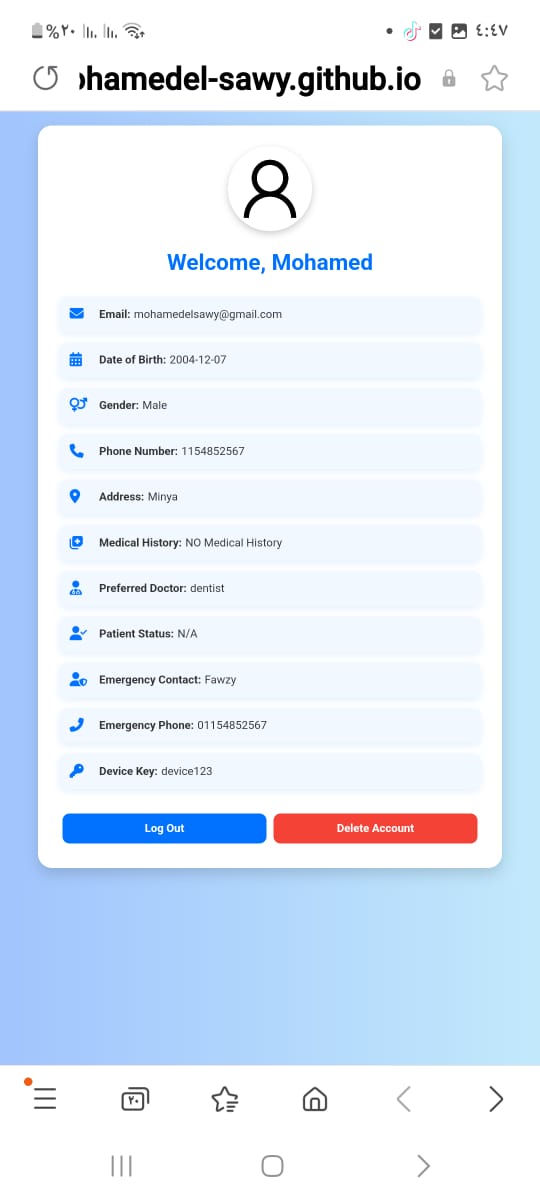 %٢٠
٤:٤٧
ohamedel-sawy.github.io
Welcome, Mohamed
Email: mohamedelsawy@gmail.com
Date of Birth: 2004-12-07
Gender: Male
Phone Number: 1154852567
Address: Minya
Medical History: NO Medical History
Preferred Doctor: dentist
Patient Status: N/A
Emergency Contact: Fawzy
Emergency Phone: 01154852567
Device Key: device123
Log Out
Delete Account
٢٠